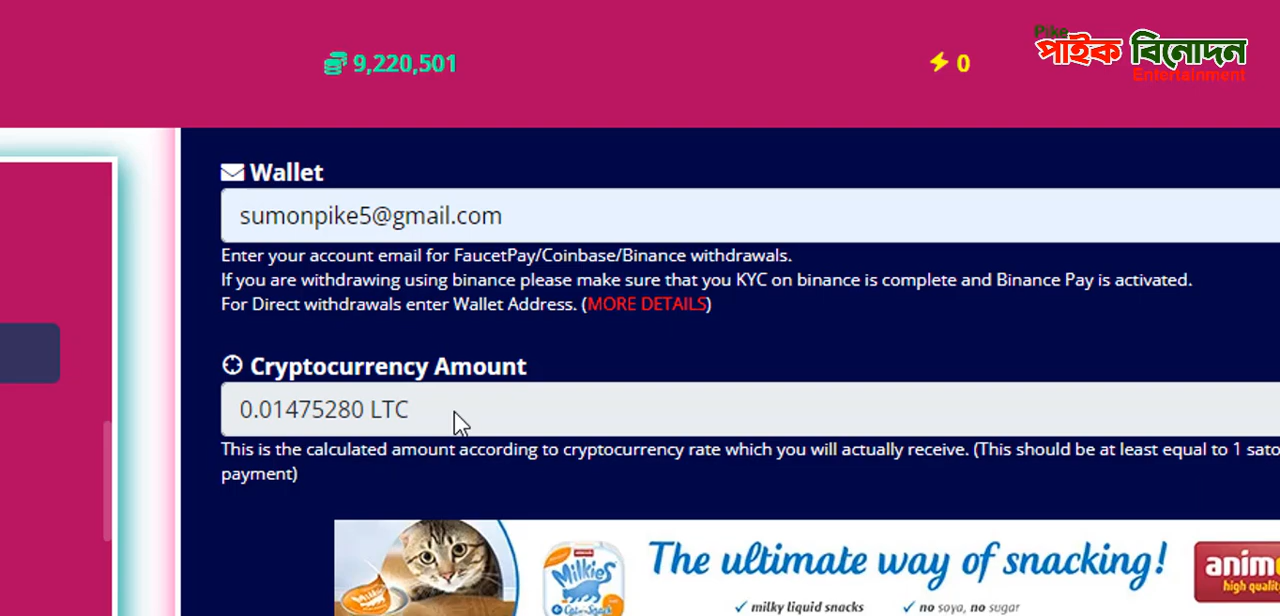 9,220,501
0
Pike
পাইক বিনোদন
Entertainment
Wallet
sumonpike5@gmail.com
Enter your account email for FaucetPay/Coinbase/Binance withdrawals.
If you are withdrawing using binance please make sure that you KYC on binance is complete and Binance Pay is activated.
For Direct withdrawals enter Wallet Address. (MORE DETAILS)
Cryptocurrency Amount
0.01475280 LTC
This is the calculated amount according to cryptocurrency rate which you will actually receive. (This should be at least equal to 1 sato
payment)
The ultimate way of snacking!
Milkies
milky liquid snacks
no soya, no sugar
anim
high qualit